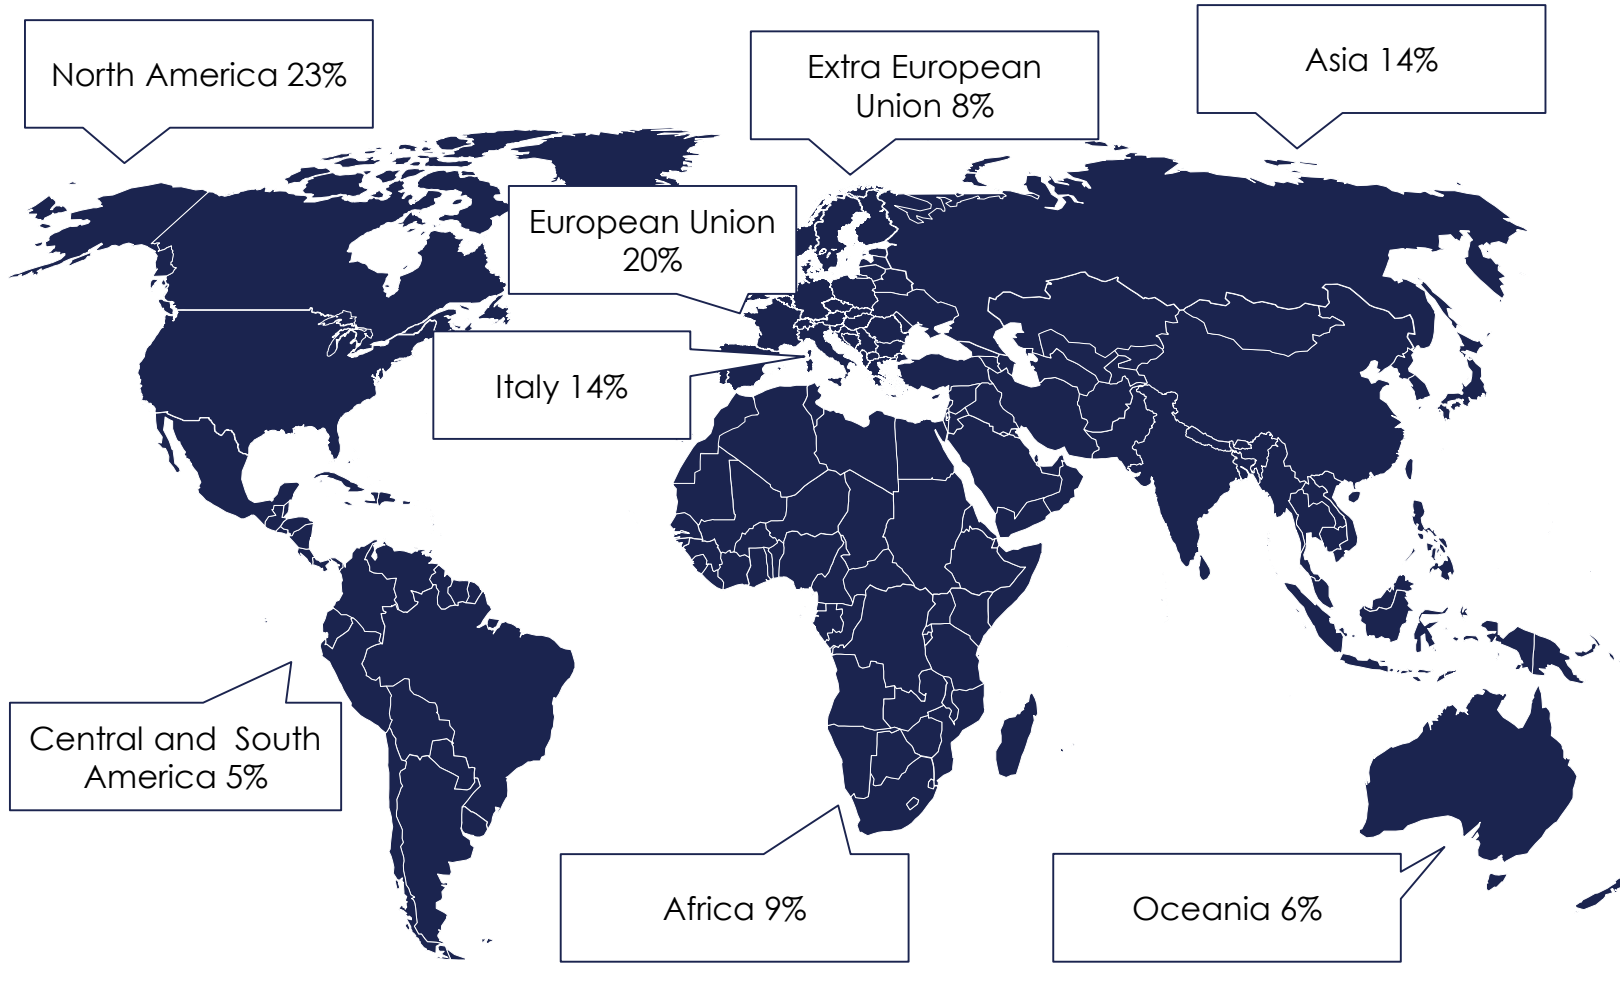 North America 23%
Extra European
Union 8%
Asia 14%
European Union
20%
Italy 14%
Central and  South
America 5%
Africa 9%
Oceania 6%